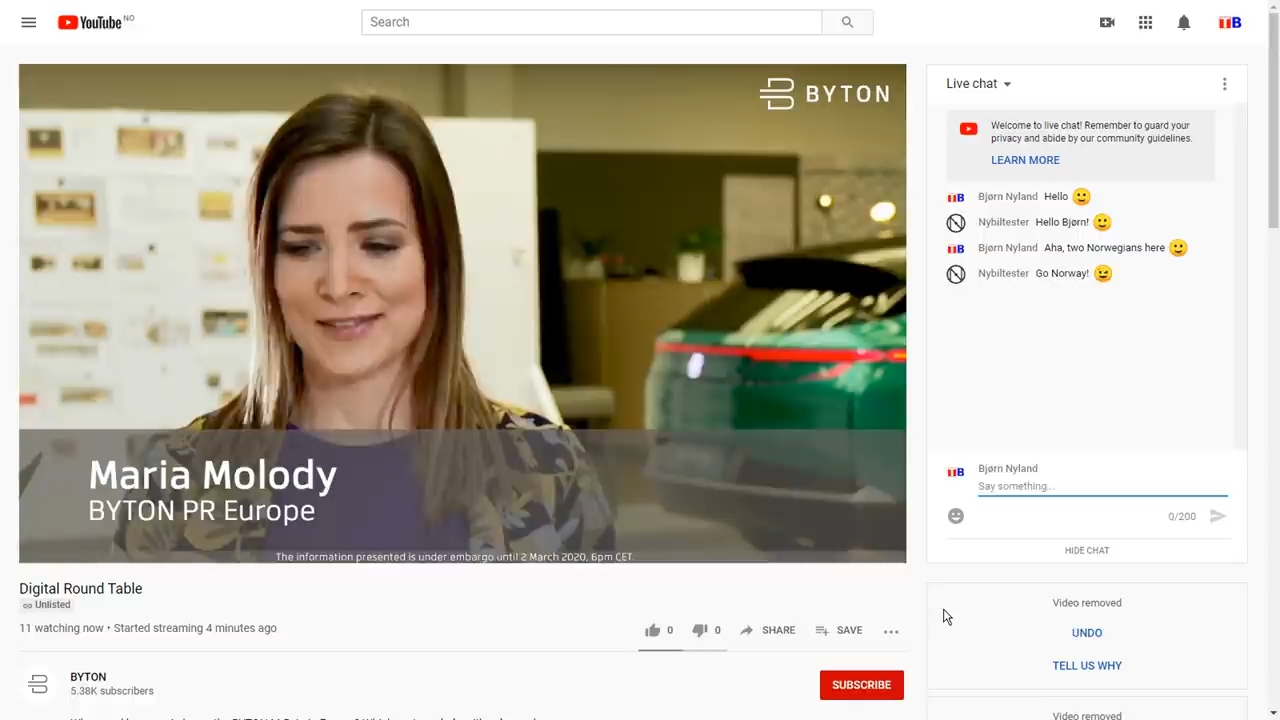 YouTube NO
Search
TB
BYTON
Live chat
Welcome to live chat! Remember to guard your
privacy and abide by our community guidelines.
LEARN MORE
TB Bjørn Nyland Hello 🙂
Nybiltester Hello Bjørn! 🙂
TB Bjørn Nyland Aha, two Norwegians here 🙂
Nybiltester Go Norway! 😉
Maria Molody
BYTON PR Europe
The information presented is under embargo until 2 March 2020, 6pm CET.
TB Bjørn Nyland
Say something...
0/200
HIDE CHAT
Digital Round Table
Unlisted
11 watching now • Started streaming 4 minutes ago
0 0 SHARE SAVE
BYTON
5.38K subscribers
SUBSCRIBE
Video removed
UNDO
TELL US WHY
Video removed